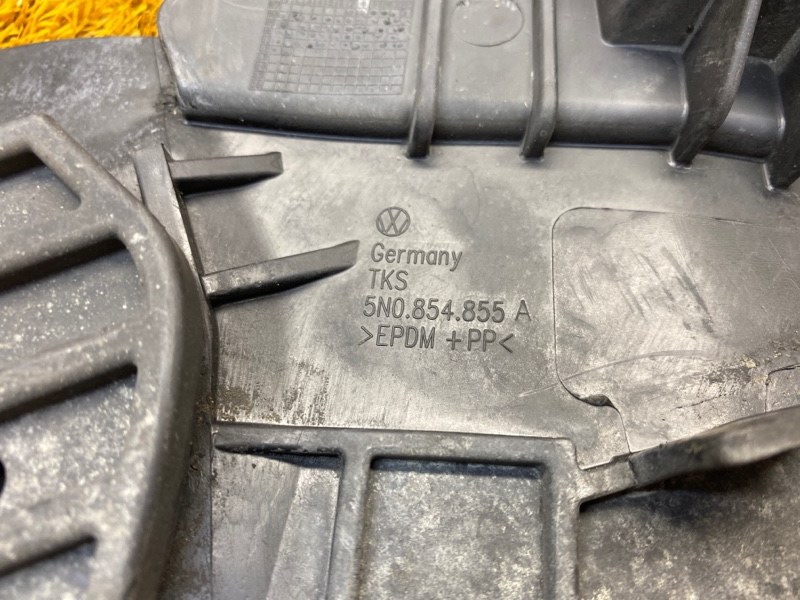 Germany
TKS
5N0.854.855 A
>EPDM +PP<